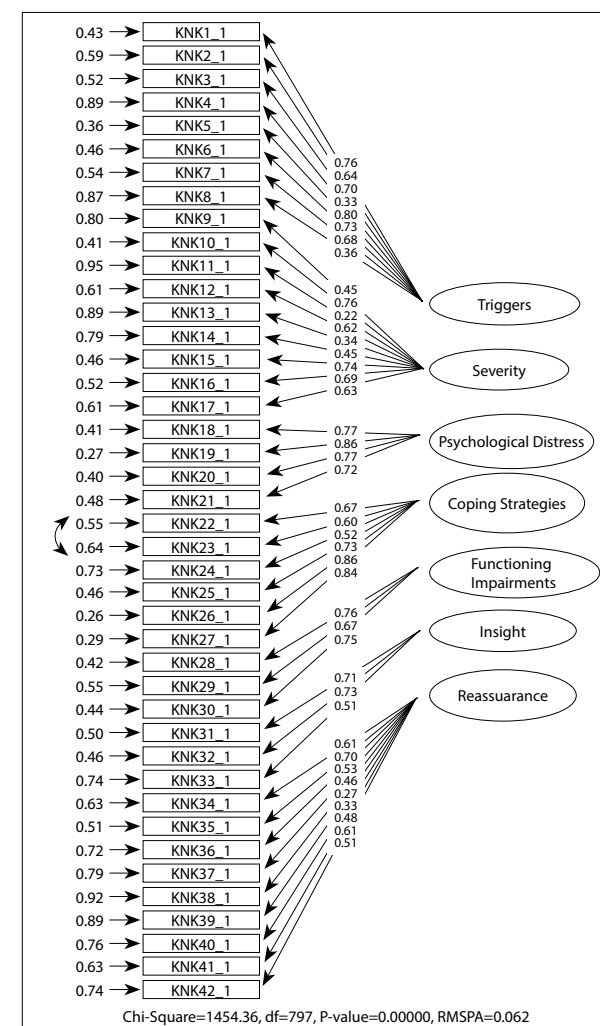 0.43 KNK1_1
0.59 KNK2_1
0.52 KNK3_1
0.89 KNK4_1
0.36 KNK5_1
0.46 KNK6_1
0.54 KNK7_1
0.87 KNK8_1
0.80 KNK9_1
0.41 KNK10_1
0.95 KNK11_1
0.61 KNK12_1
0.89 KNK13_1
0.79 KNK14_1
0.46 KNK15_1
0.52 KNK16_1
0.61 KNK17_1
0.41 KNK18_1
0.27 KNK19_1
0.40 KNK20_1
0.48 KNK21_1
0.55 KNK22_1
0.64 KNK23_1
0.73 KNK24_1
0.46 KNK25_1
0.26 KNK26_1
0.29 KNK27_1
0.42 KNK28_1
0.55 KNK29_1
0.44 KNK30_1
0.50 KNK31_1
0.46 KNK32_1
0.74 KNK33_1
0.63 KNK34_1
0.51 KNK35_1
0.72 KNK36_1
0.79 KNK37_1
0.92 KNK38_1
0.89 KNK39_1
0.76 KNK40_1
0.63 KNK41_1
0.74 KNK42_1
0.76
0.64
0.70
0.33
0.80
0.73
0.68
0.36
0.45
0.76
0.22
0.62
0.34
0.45
0.74
0.69
0.63
0.77
0.86
0.77
0.72
0.67
0.60
0.52
0.73
0.86
0.84
0.76
0.67
0.75
0.71
0.73
0.51
0.61
0.70
0.53
0.46
0.27
0.33
0.48
0.61
0.51
Triggers
Severity
Psychological Distress
Coping Strategies
Functioning
Impairments
Insight
Reassuarance
Chi-Square=1454.36, df=797, P-value=0.00000, RMSPA=0.062